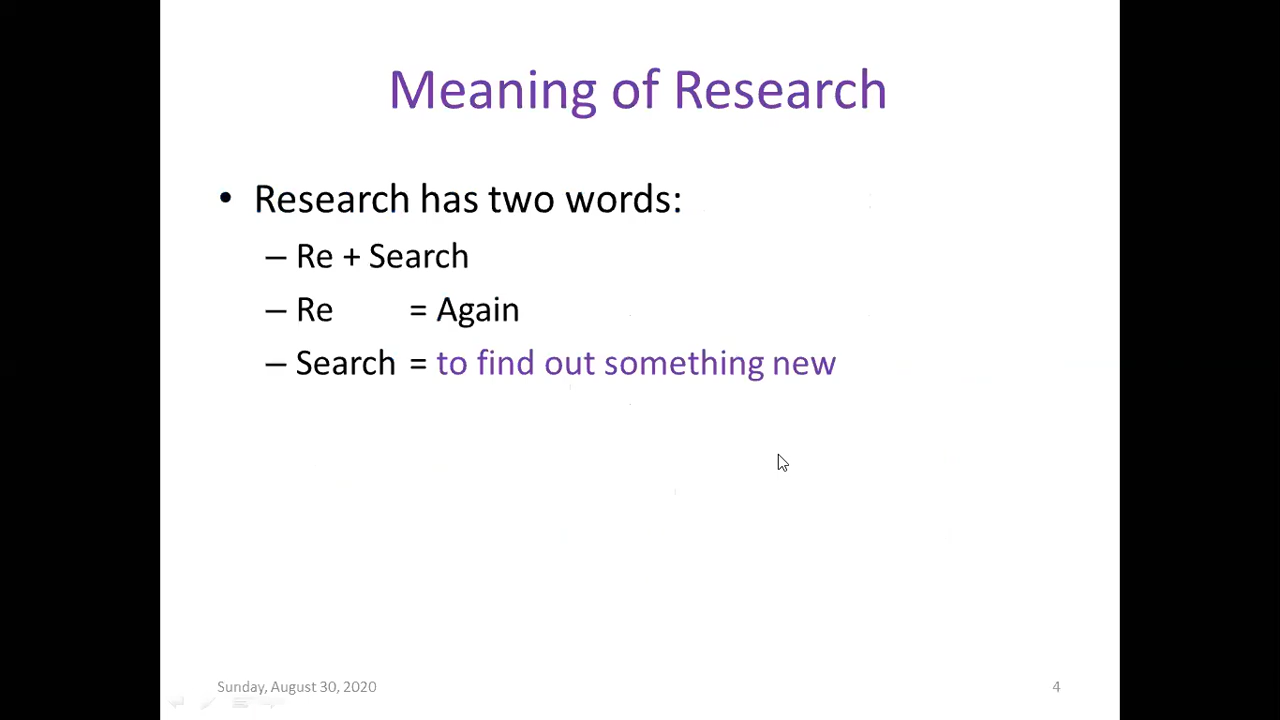 Meaning of Research
• Research has two words:
– Re + Search
– Re = Again
– Search = to find out something new
Sunday, August 30, 2020
4